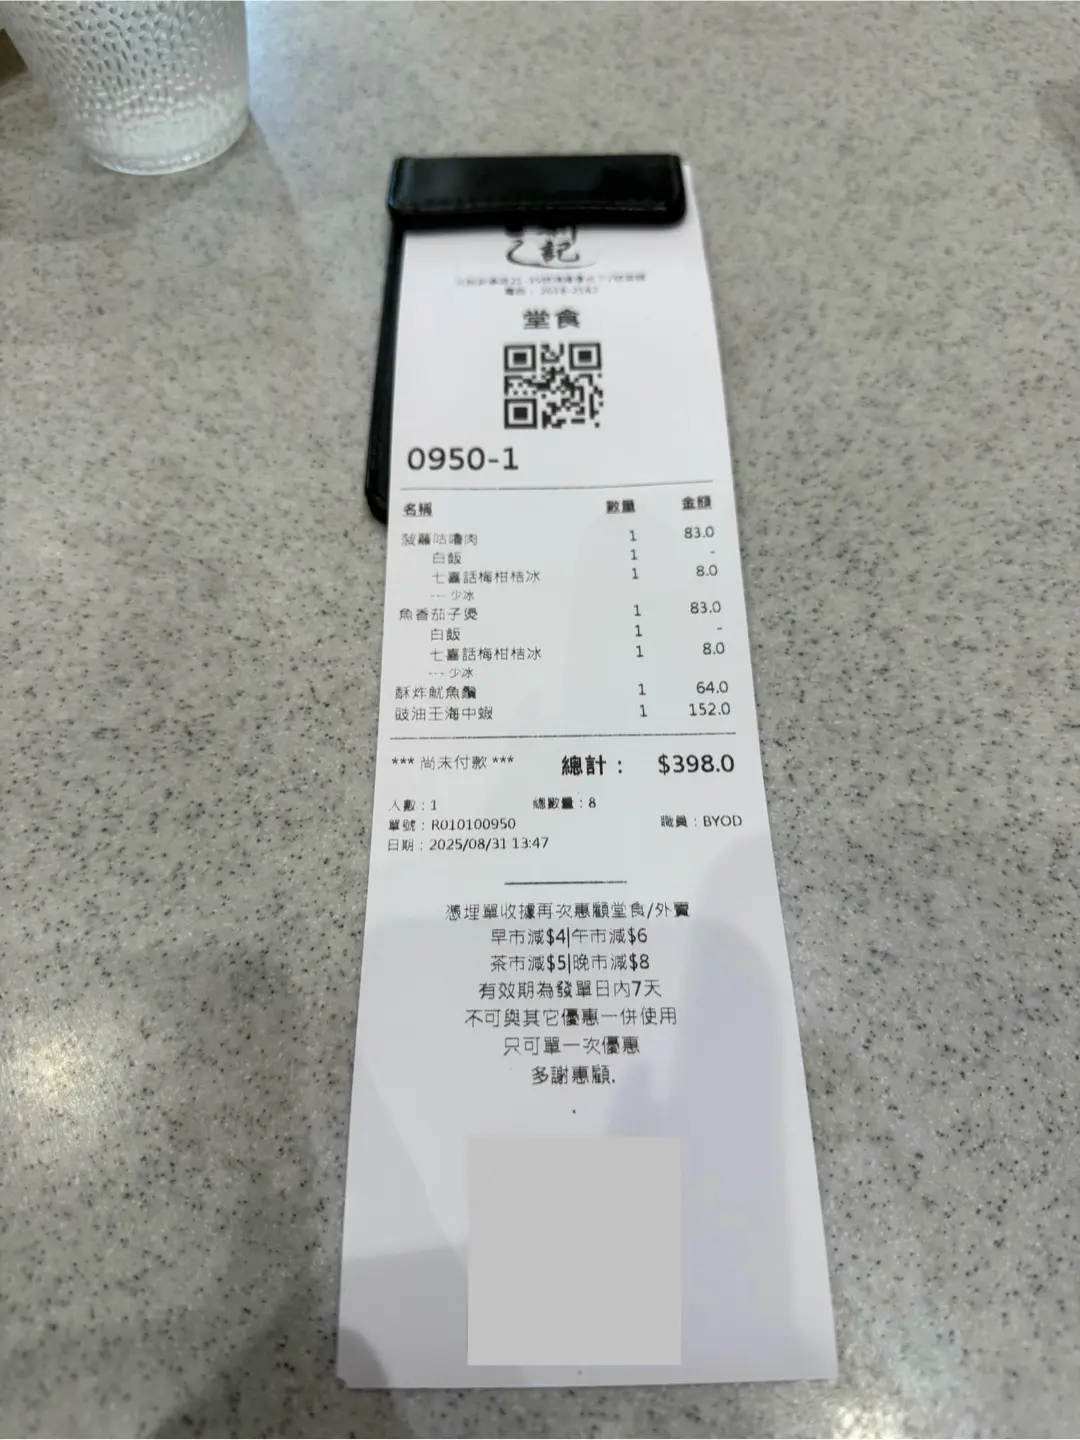 新
記
堂食
0950-1
名稱 數量 金額
菠蘿咕嚕肉 1 83.0
白飯 1 -
七喜話梅柑桔冰 1 8.0
--- 少冰
魚香茄子煲 1 83.0
白飯 1 -
七喜話梅柑桔冰 1 8.0
--- 少冰
酥炸魷魚鬚 1 64.0
豉油王海中蝦 1 152.0
*** 尚未付款 *** 總計： $398.0
人數：1 總數量：8
單號：R010100950 職員：BYOD
日期：2025/08/31 13:47
憑埋單收據再次惠顧堂食/外賣
早市減$4|午市減$6
茶市減$5|晚市減$8
有效期為發單日內7天
不可與其它優惠一併使用
只可單一次優惠
多謝惠顧.
.